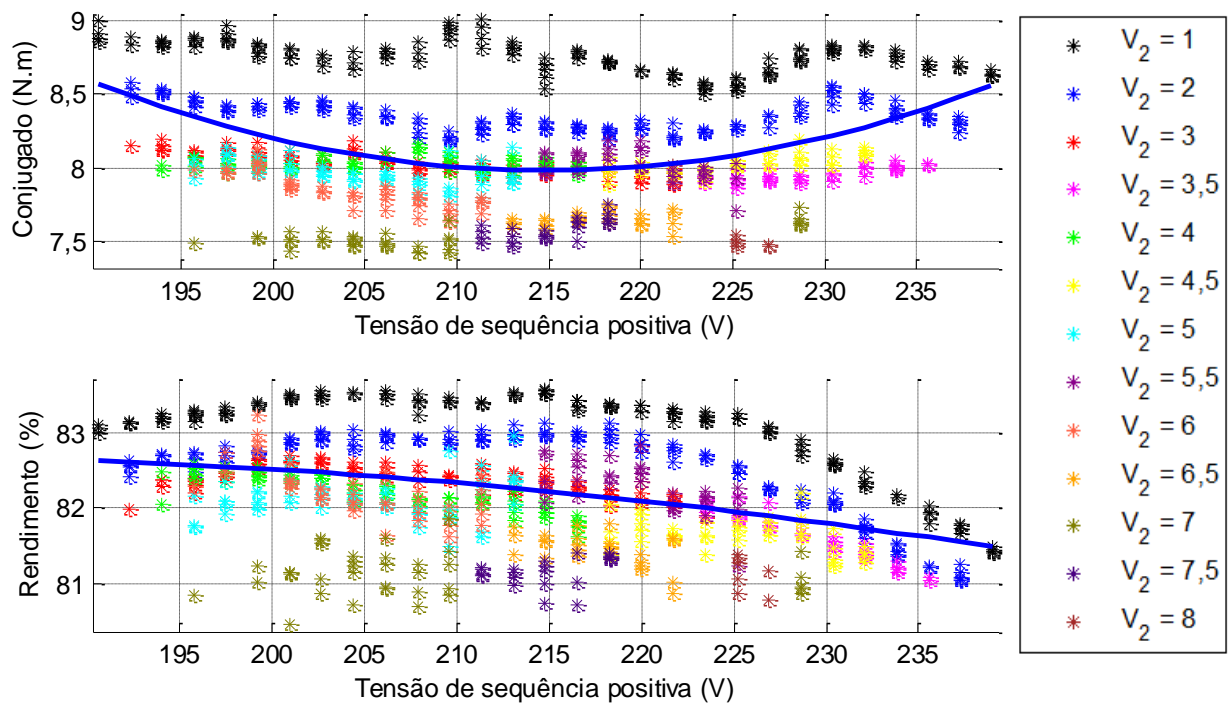 Conjugado (N.m)
9
8,5
8
7,5
195 200 205 210 215 220 225 230 235
Tensão de sequência positiva (V)
Rendimento (%)
83
82
81
195 200 205 210 215 220 225 230 235
Tensão de sequência positiva (V)
V2 = 1
V2 = 2
V2 = 3
V2 = 3,5
V2 = 4
V2 = 4,5
V2 = 5
V2 = 5,5
V2 = 6
V2 = 6,5
V2 = 7
V2 = 7,5
V2 = 8